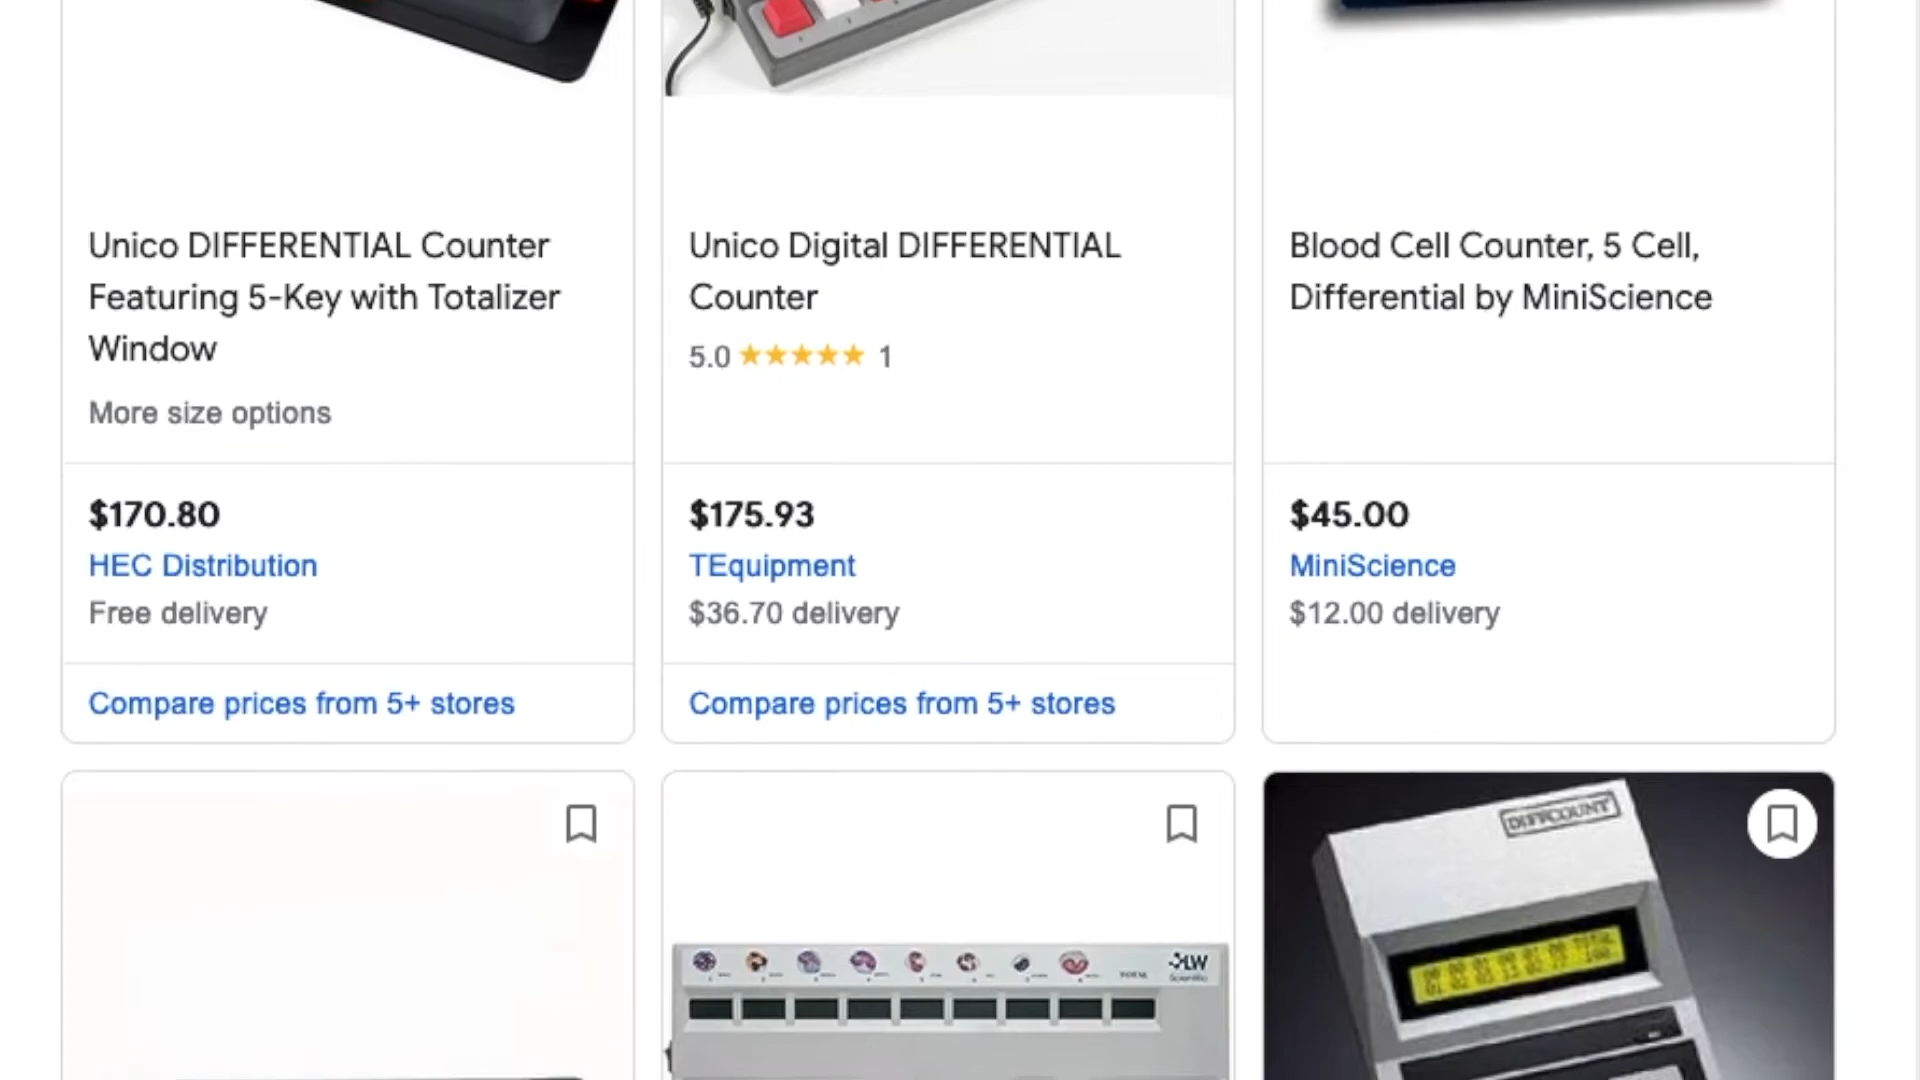 Unico DIFFERENTIAL Counter
Featuring 5-Key with Totalizer
Window
More size options
$170.80
HEC Distribution
Free delivery
Compare prices from 5+ stores
Unico Digital DIFFERENTIAL
Counter
5.0 ★★★★★ 1
$175.93
TEquipment
$36.70 delivery
Compare prices from 5+ stores
Blood Cell Counter, 5 Cell,
Differential by MiniScience
$45.00
MiniScience
$12.00 delivery
TOTAL
LW
Scientific
DIFFCOUNT
TOTAL